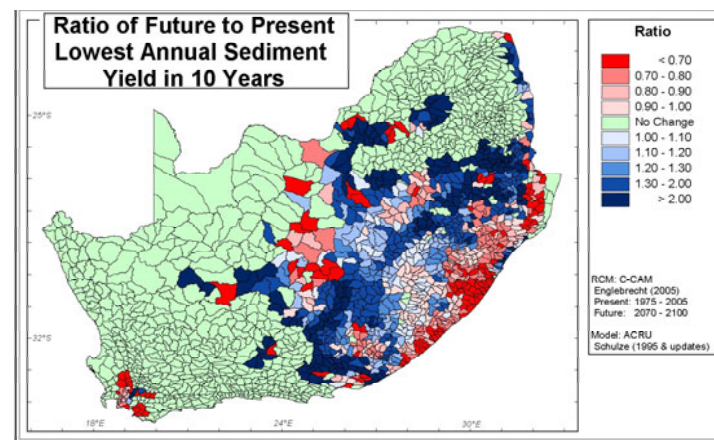 Ratio of Future to Present
Lowest Annual Sediment
Yield in 10 Years
Ratio
< 0.70
0.70 - 0.80
0.80 - 0.90
0.90 - 1.00
No Change
1.00 - 1.10
1.10 - 1.20
1.20 - 1.30
1.30 - 2.00
> 2.00
25°S
32°S
18°E
24°E
30°E
RCM: C-CAM
Englebrecht (2005)
Present: 1975 - 2005
Future: 2070 - 2100
Model: ACRU
Schulze (1995 & updates)